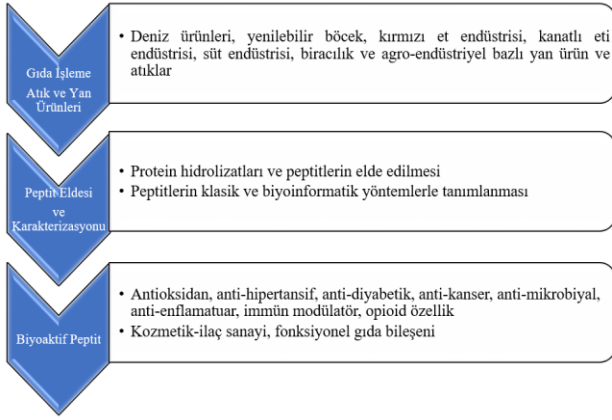 Gıda İşleme
Atık ve Yan
Ürünleri
• Deniz ürünleri, yenilebilir böcek, kırmızı et endüstrisi, kanatlı eti
endüstrisi, süt endüstrisi, biracılık ve agro-endüstriyel bazlı yan ürün ve
atıklar
Peptit Eldesi
ve
Karakterizasyonu
• Protein hidrolizatları ve peptitlerin elde edilmesi
• Peptitlerin klasik ve biyoinformatik yöntemlerle tanımlanması
Biyoaktif Peptit
• Antioksidan, anti-hipertansif, anti-diyabetik, anti-kanser, anti-mikrobiyal,
anti-enflamatuar, immün modülatör, opioid özellik
• Kozmetik-ilaç sanayi, fonksiyonel gıda bileşeni